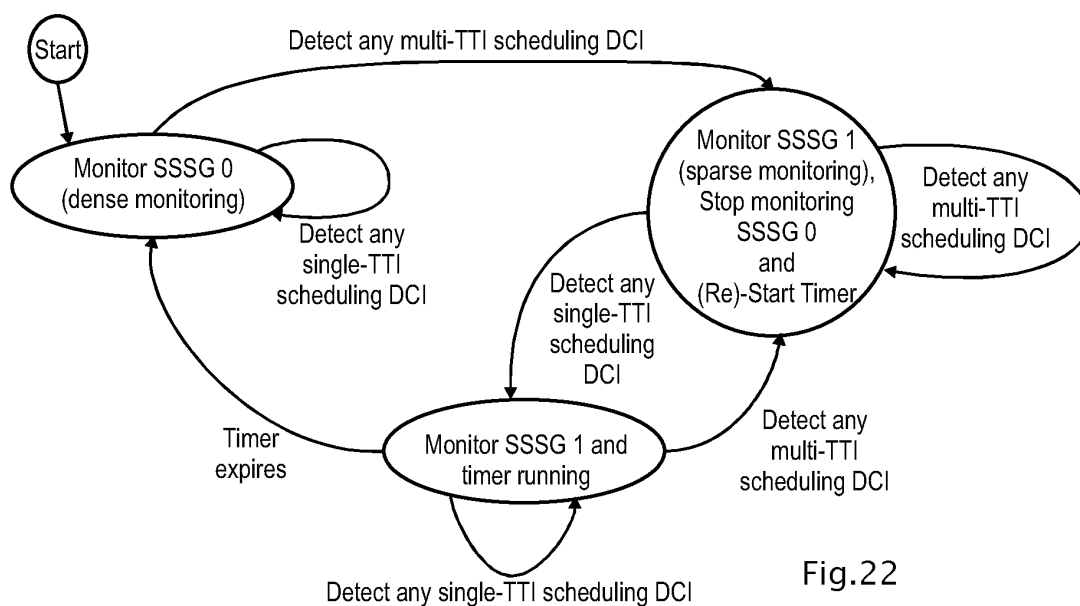 Start
Detect any multi-TTI scheduling DCI
Monitor SSSG 0
(dense monitoring)
Detect any
single-TTI
scheduling DCI
Monitor SSSG 1
(sparse monitoring),
Stop monitoring
SSSG 0
and
(Re)-Start Timer
Detect any
multi-TTI
scheduling DCI
Detect any
single-TTI
scheduling
DCI
Timer
expires
Monitor SSSG 1 and
timer running
Detect any
multi-TTI
scheduling DCI
Detect any single-TTI scheduling DCI
Fig.22